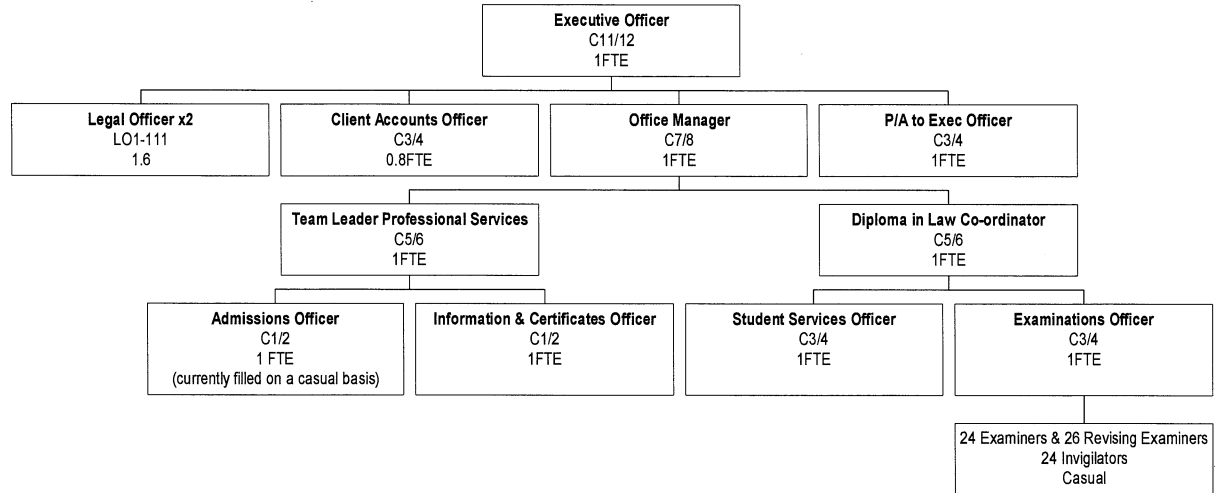 Executive Officer
C11/12
1FTE
Legal Officer x2
LO1-111
1.6
Client Accounts Officer
C3/4
0.8FTE
Office Manager
C7/8
1FTE
P/A to Exec Officer
C3/4
1FTE
Team Leader Professional Services
C5/6
1FTE
Diploma in Law Co-ordinator
C5/6
1FTE
Admissions Officer
C1/2
1 FTE
(currently filled on a casual basis)
Information & Certificates Officer
C1/2
1FTE
Student Services Officer
C3/4
1FTE
Examinations Officer
C3/4
1FTE
24 Examiners & 26 Revising Examiners
24 Invigilators
Casual